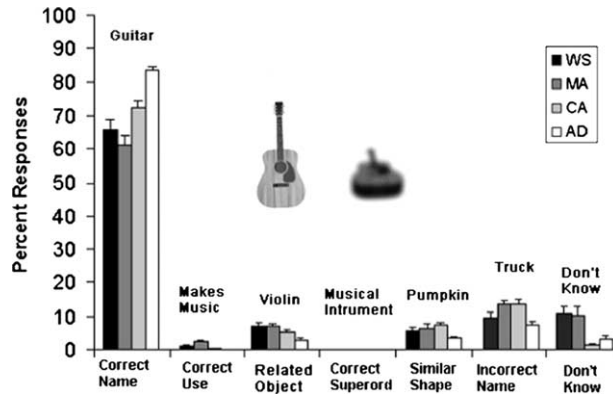 100
90
80
70
60
50
40
30
20
10
0
Percent Responses
Guitar
WS
MA
CA
AD
Makes
Music
Violin
Musical
Intrument
Pumpkin
Truck
Don't
Know
Correct
Name
Correct
Use
Related
Object
Correct
Superord
Similar
Shape
Incorrect
Name
Don't
Know